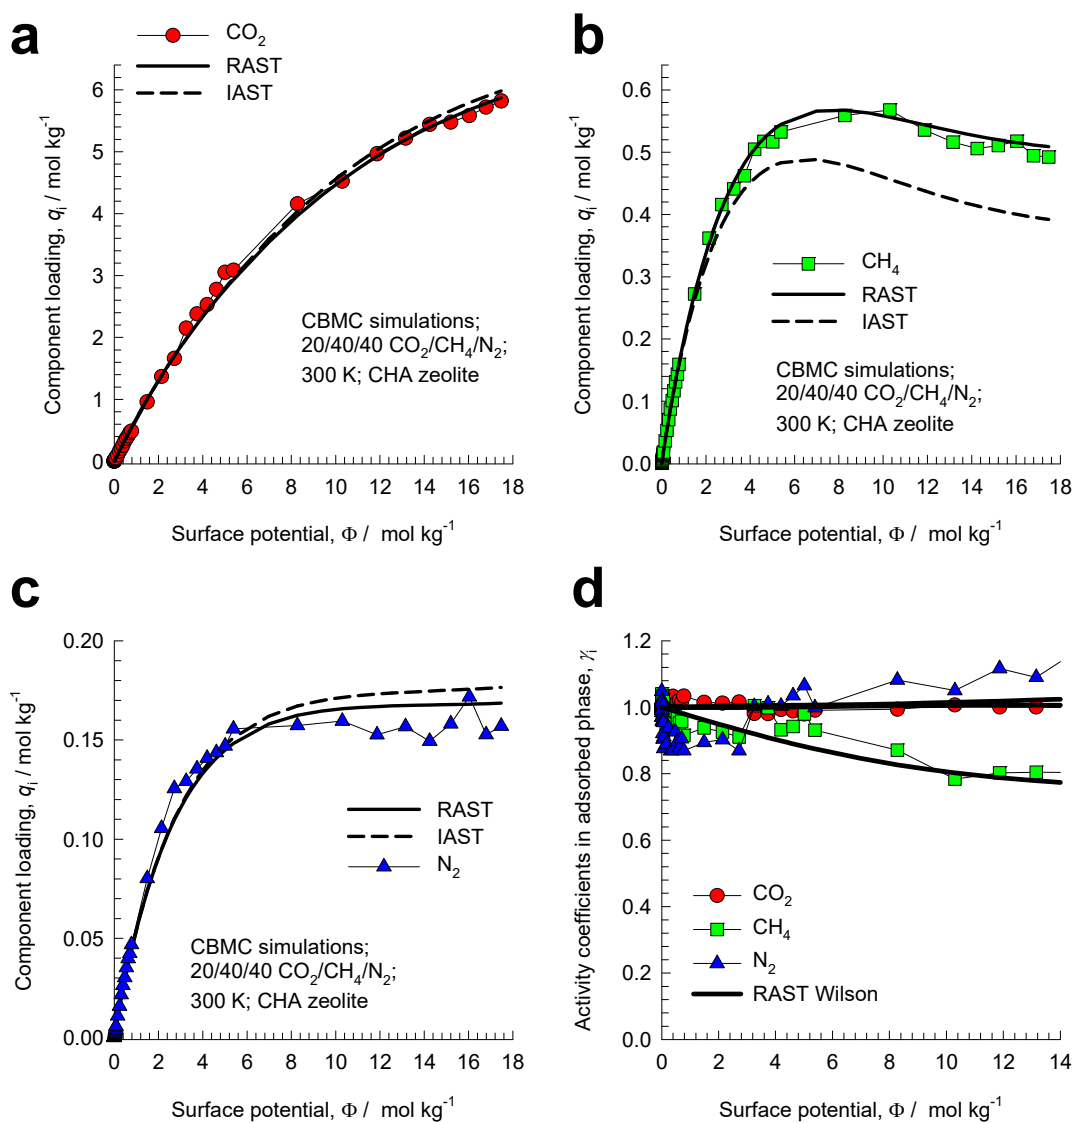 a
CO₂
RAST
IAST
Component loading, qᵢ / mol kg⁻¹
6
5
4
3
2
1
0
CBMC simulations;
20/40/40 CO₂/CH₄/N₂;
300 K; CHA zeolite
0 2 4 6 8 10 12 14 16 18
Surface potential, Φ / mol kg⁻¹
b
Component loading, qᵢ / mol kg⁻¹
0.6
0.5
0.4
0.3
0.2
0.1
0.0
CH₄
RAST
IAST
CBMC simulations;
20/40/40 CO₂/CH₄/N₂;
300 K; CHA zeolite
0 2 4 6 8 10 12 14 16 18
Surface potential, Φ / mol kg⁻¹
c
Component loading, qᵢ / mol kg⁻¹
0.20
0.15
0.10
0.05
0.00
RAST
IAST
N₂
CBMC simulations;
20/40/40 CO₂/CH₄/N₂;
300 K; CHA zeolite
0 2 4 6 8 10 12 14 16 18
Surface potential, Φ / mol kg⁻¹
d
Activity coefficients in adsorbed phase, γᵢ
1.2
1.0
0.8
0.6
0.4
0.2
0.0
CO₂
CH₄
N₂
RAST Wilson
0 2 4 6 8 10 12 14
Surface potential, Φ / mol kg⁻¹